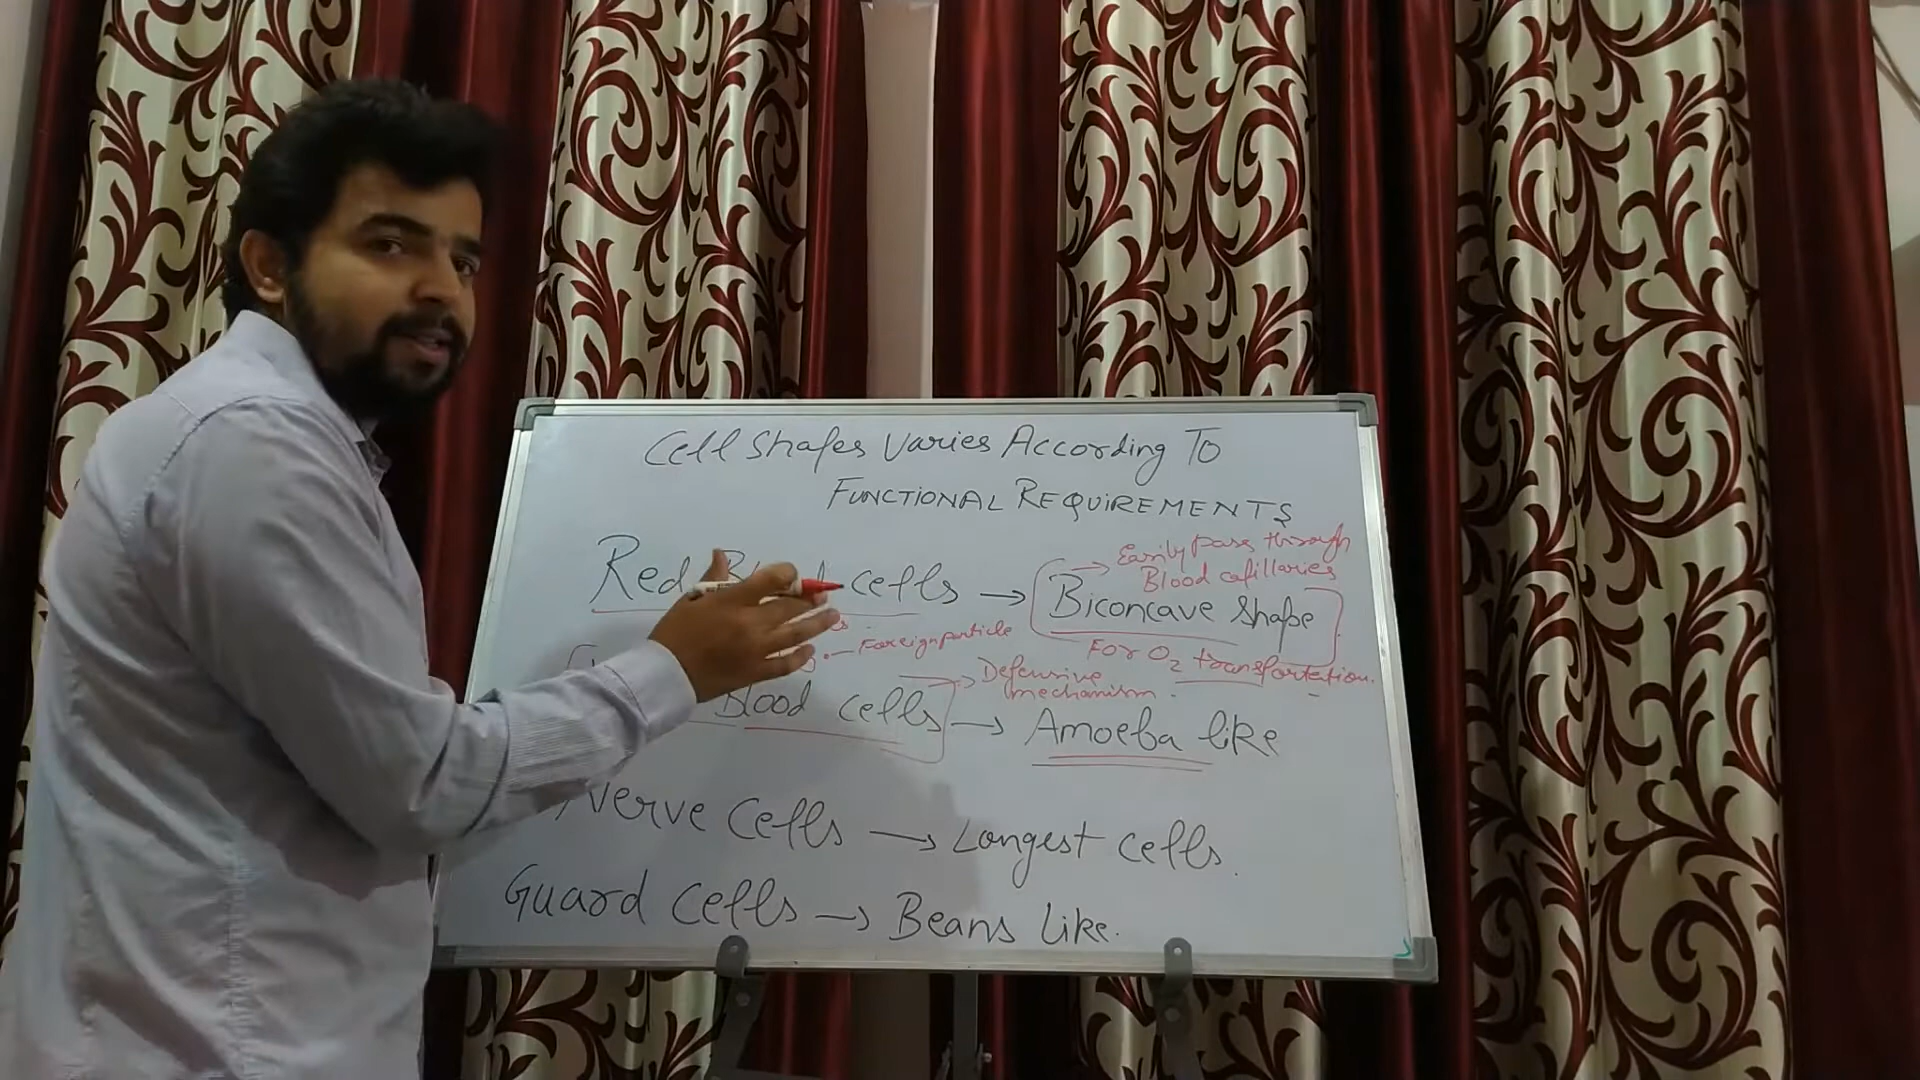 Cell Shapes Varies According To
FUNCTIONAL REQUIREMENTS
Red cells → Biconcave Shape
→ Easily pass through
Blood capillaries
For O2 transportation.
Foreign particle
→ Defensive
mechanism.
Blood cells → Amoeba like
Nerve Cells → Longest cells.
Guard Cells → Beans like.